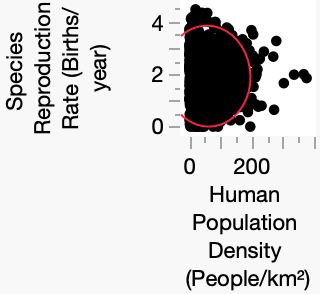 Species
Reproduction
Rate (Births/
year)
4
2
0
0 200
Human
Population
Density
(People/km²)